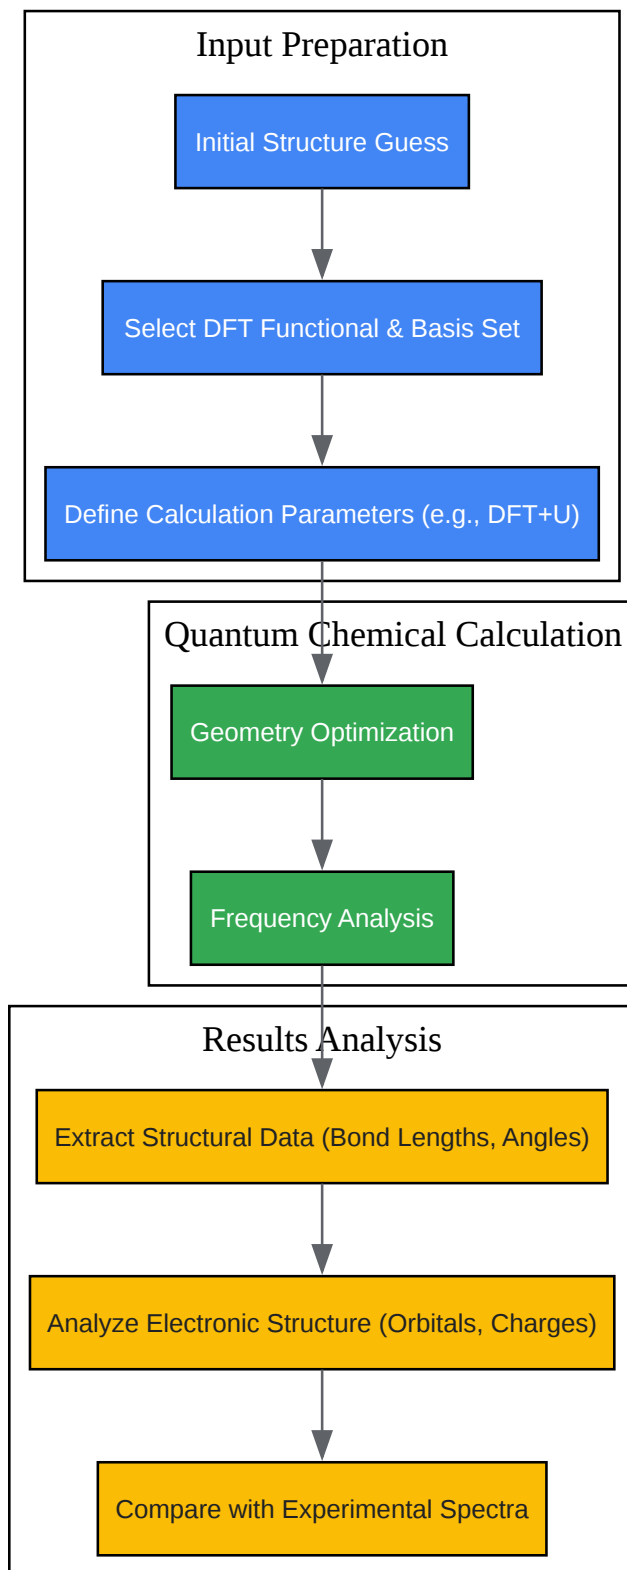 Input Preparation
Initial Structure Guess
Select DFT Functional & Basis Set
Define Calculation Parameters (e.g., DFT+U)
Quantum Chemical Calculation
Geometry Optimization
Frequency Analysis
Results Analysis
Extract Structural Data (Bond Lengths, Angles)
Analyze Electronic Structure (Orbitals, Charges)
Compare with Experimental Spectra